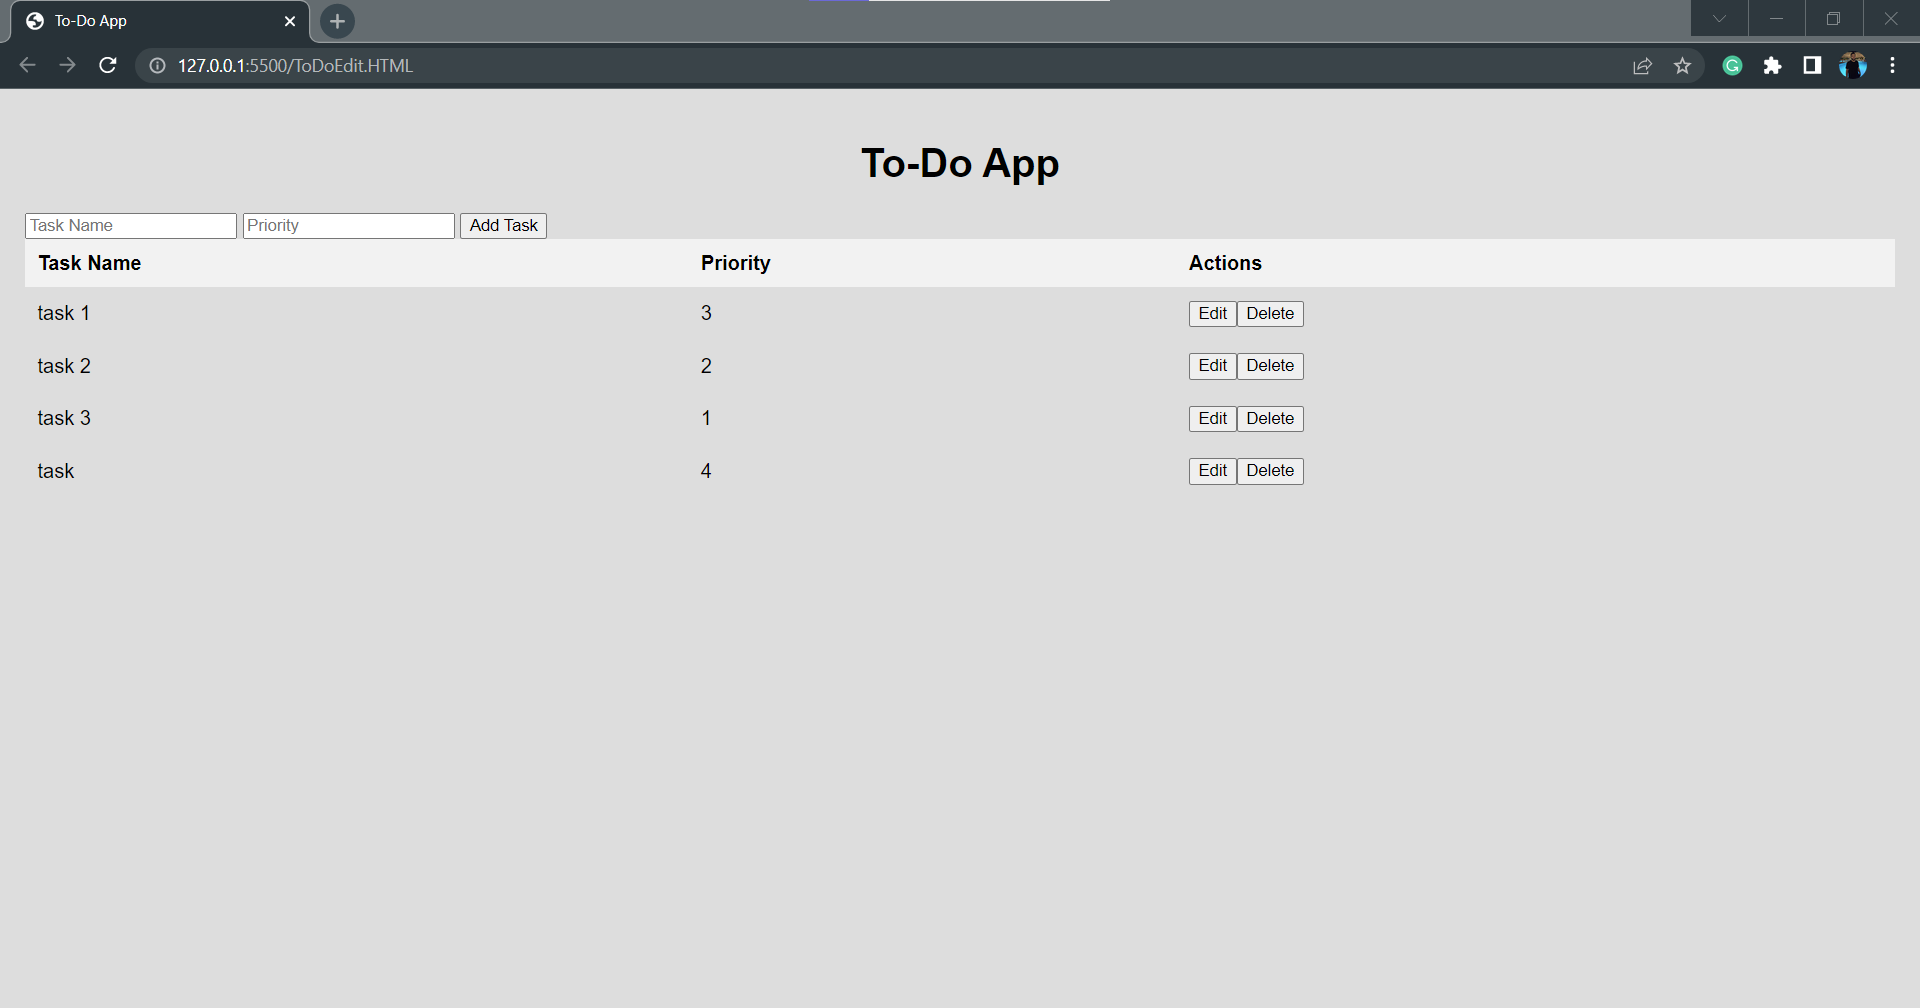 To-Do App
127.0.0.1:5500/ToDoEdit.HTML
To-Do App
Task Name Priority Add Task
Task Name Priority Actions
task 1 3 Edit Delete
task 2 2 Edit Delete
task 3 1 Edit Delete
task 4 Edit Delete